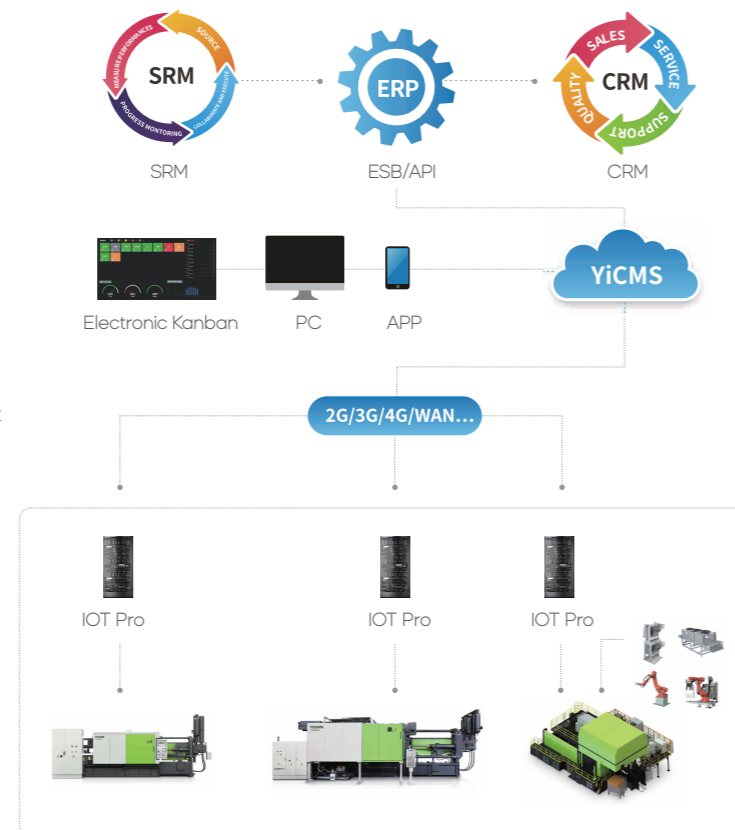 MEASURE PERFORMANCES
SOURCE
SRM
PROGRESS MONTORING
COLLABORATE AND EXECUTE
ERP
SALES
SERVICE
CRM
QUALITY
SUPPORT
SRM
ESB/API
CRM
YiCMS
Electronic Kanban
PC
APP
2G/3G/4G/WAN...
IOT Pro
IOT Pro
IOT Pro